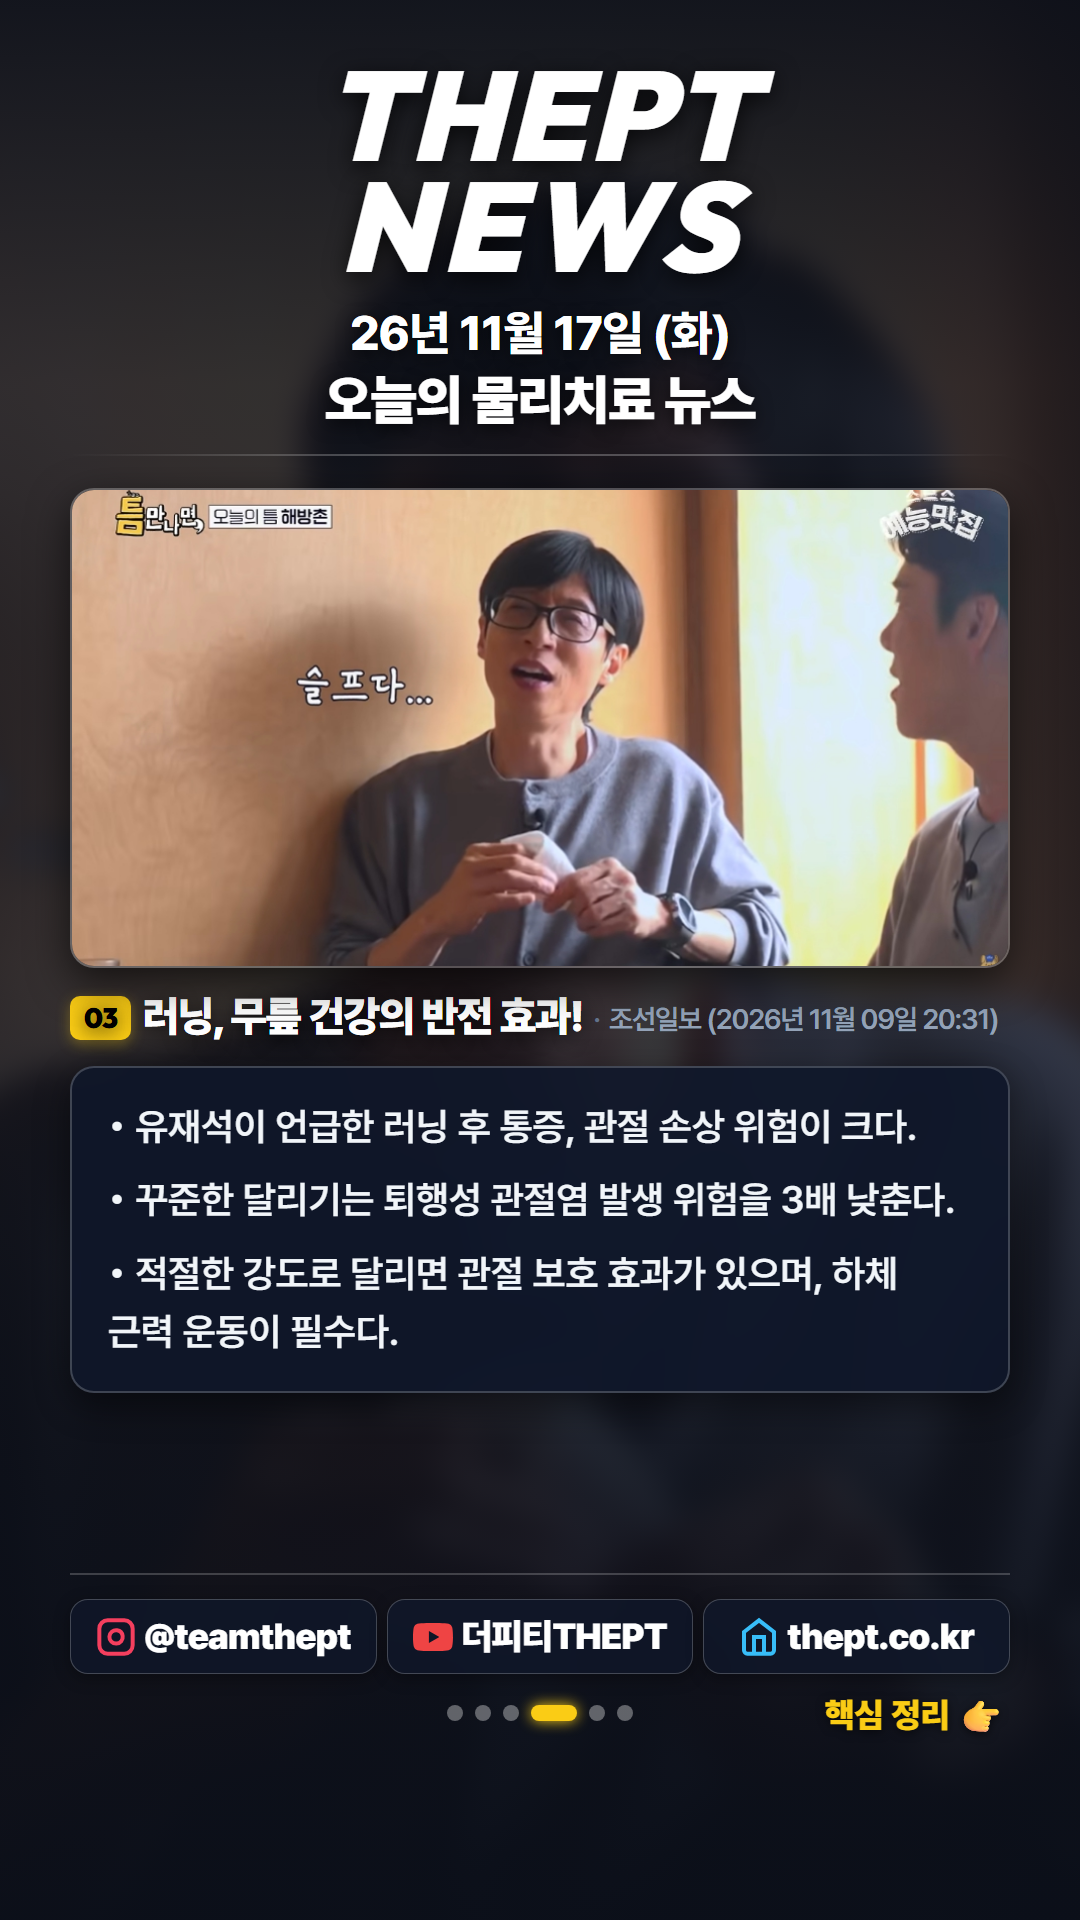 THEPT
NEWS
26년 11월 17일 (화)
오늘의 물리치료 뉴스
틈만나면, 오늘의 틈 해방촌
예능맛집
슬프다...
03 러닝, 무릎 건강의 반전 효과! · 조선일보 (2026년 11월 09일 20:31)
• 유재석이 언급한 러닝 후 통증, 관절 손상 위험이 크다.
• 꾸준한 달리기는 퇴행성 관절염 발생 위험을 3배 낮춘다.
• 적절한 강도로 달리면 관절 보호 효과가 있으며, 하체
근력 운동이 필수다.
@teamthept
더피티THEPT
thept.co.kr
핵심 정리 👉